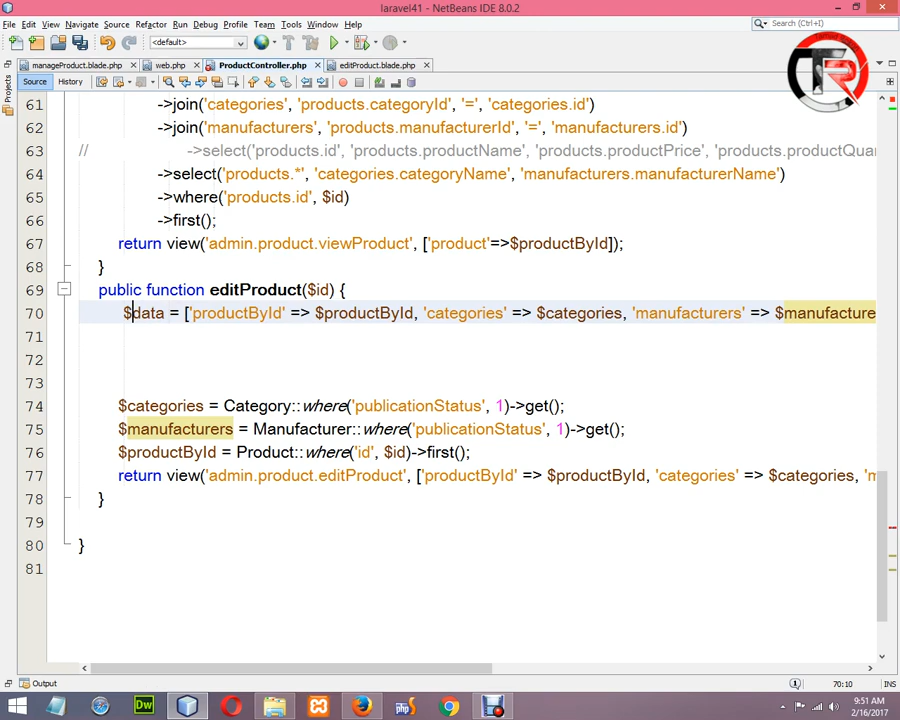 laravel41 - NetBeans IDE 8.0.2
File Edit View Navigate Source Refactor Run Debug Profile Team Tools Window Help
Search (Ctrl+I)
<default>
manageProduct.blade.php web.php ProductController.php editProduct.blade.php
Source History
Projects
TR
61 ->join('categories', 'products.categoryId', '=', 'categories.id')
62 ->join('manufacturers', 'products.manufacturerId', '=', 'manufacturers.id')
63 // ->select('products.id', 'products.productName', 'products.productPrice', 'products.productQuan
64 ->select('products.*', 'categories.categoryName', 'manufacturers.manufacturerName')
65 ->where('products.id', $id)
66 ->first();
67 return view('admin.product.viewProduct', ['product'=>$productById]);
68 }
69 public function editProduct($id) {
70 $data = ['productById' => $productById, 'categories' => $categories, 'manufacturers' => $manufacture
71
72
73
74 $categories = Category::where('publicationStatus', 1)->get();
75 $manufacturers = Manufacturer::where('publicationStatus', 1)->get();
76 $productById = Product::where('id', $id)->first();
77 return view('admin.product.editProduct', ['productById' => $productById, 'categories' => $categories, 'm
78 }
79
80 }
81
Output
70:10 INS
Dw
php
9:51 AM
2/16/2017